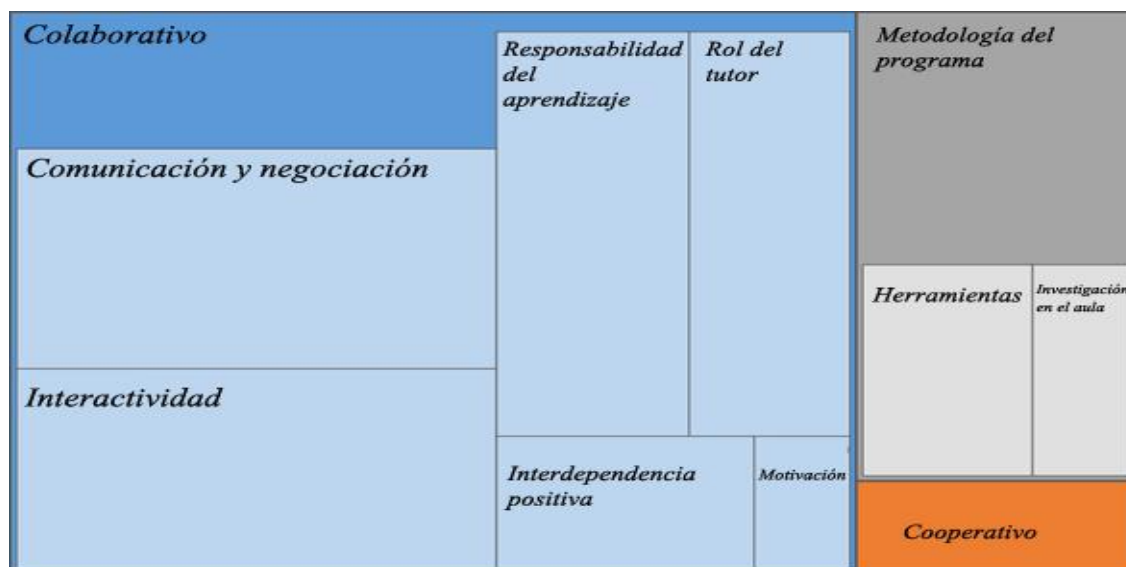 Colaborativo
Comunicación y negociación
Interactividad
Responsabilidad
del
aprendizaje
Rol del
tutor
Interdependencia
positiva
Motivación
Metodología del
programa
Herramientas
Investigación
en el aula
Cooperativo